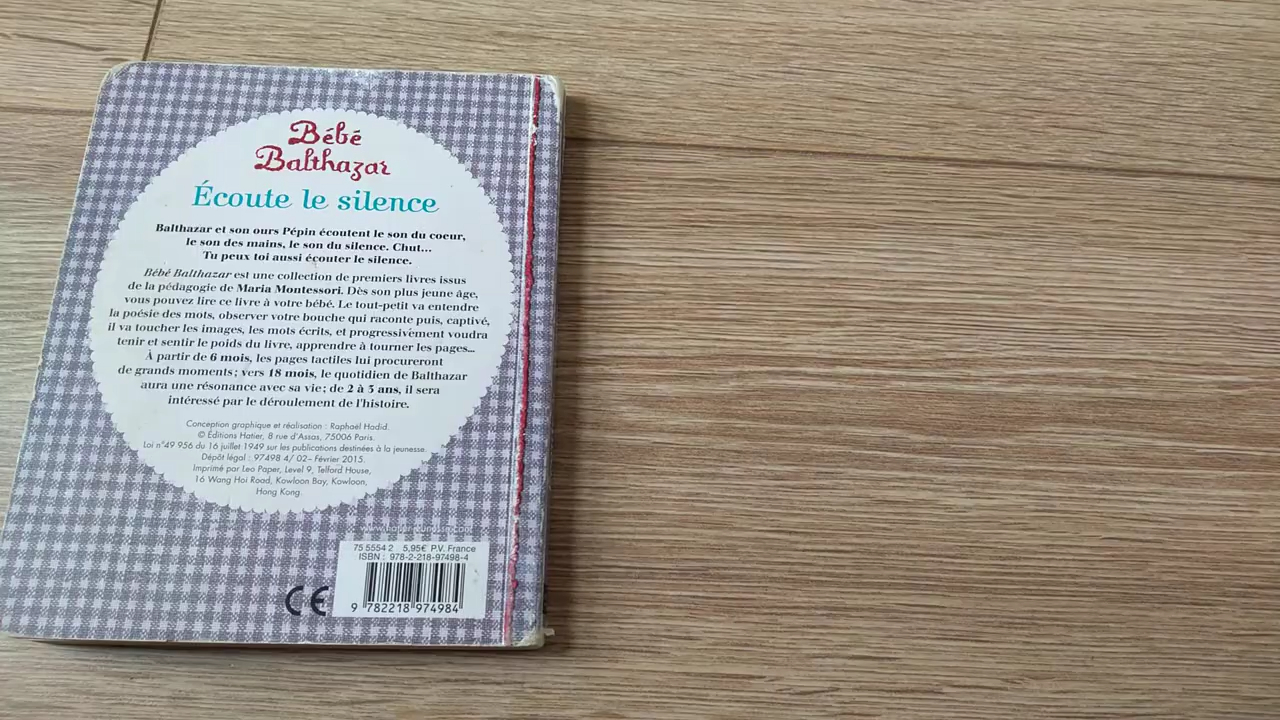 Bébé
Balthazar
Écoute le silence
Balthazar et son ours Pépin écoutent le son du coeur,
le son des mains, le son du silence. Chut...
Tu peux toi aussi écouter le silence.
Bébé Balthazar est une collection de premiers livres issus
de la pédagogie de Maria Montessori. Dès son plus jeune âge,
vous pouvez lire ce livre à votre bébé. Le tout-petit va entendre
la poésie des mots, observer votre bouche qui raconte puis, captivé,
il va toucher les images, les mots écrits, et progressivement voudra
tenir et sentir le poids du livre, apprendre à tourner les pages...
À partir de 6 mois, les pages tactiles lui procureront
de grands moments ; vers 18 mois, le quotidien de Balthazar
aura une résonance avec sa vie ; de 2 à 3 ans, il sera
intéressé par le déroulement de l'histoire.
Conception graphique et réalisation : Raphaël Hadid.
© Éditions Hatier, 8 rue d'Assas, 75006 Paris.
Loi n°49 956 du 16 juillet 1949 sur les publications destinées à la jeunesse.
Dépôt légal : 97498 4/ 02– Février 2015.
Imprimé par Leo Paper, Level 9, Telford House,
16 Wang Hoi Road, Kowloon Bay, Kowloon,
Hong Kong
75 5554 2 5,95€ P.V. France
ISBN : 978-2-218-97498-4
CE
9 782218 974984